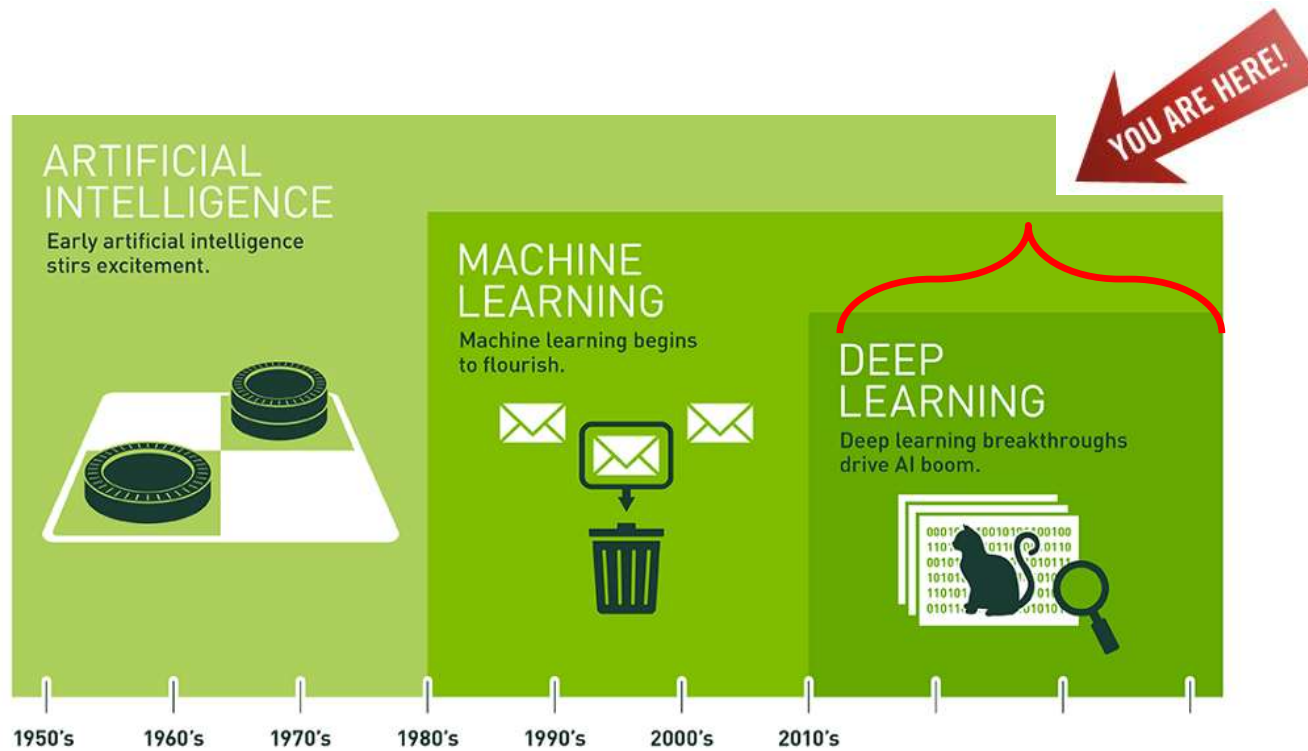 YOU ARE HERE!
ARTIFICIAL
INTELLIGENCE
Early artificial intelligence
stirs excitement.
MACHINE
LEARNING
Machine learning begins
to flourish.
DEEP
LEARNING
Deep learning breakthroughs
drive AI boom.
1950's 1960's 1970's 1980's 1990's 2000's 2010's